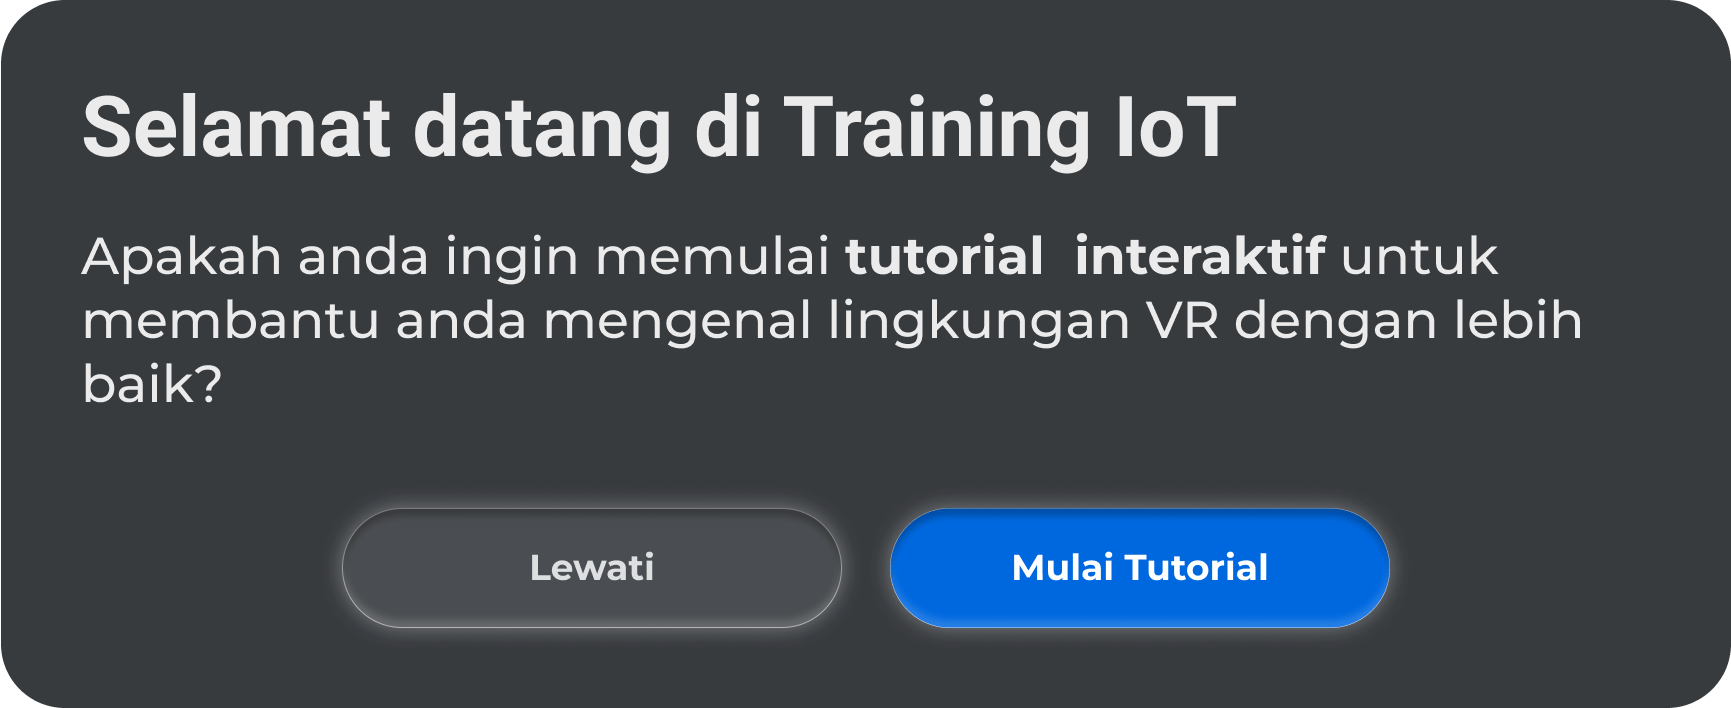 Selamat datang di Training IoT
Apakah anda ingin memulai tutorial  interaktif untuk
membantu anda mengenal lingkungan VR dengan lebih
baik?
Lewati
Mulai Tutorial